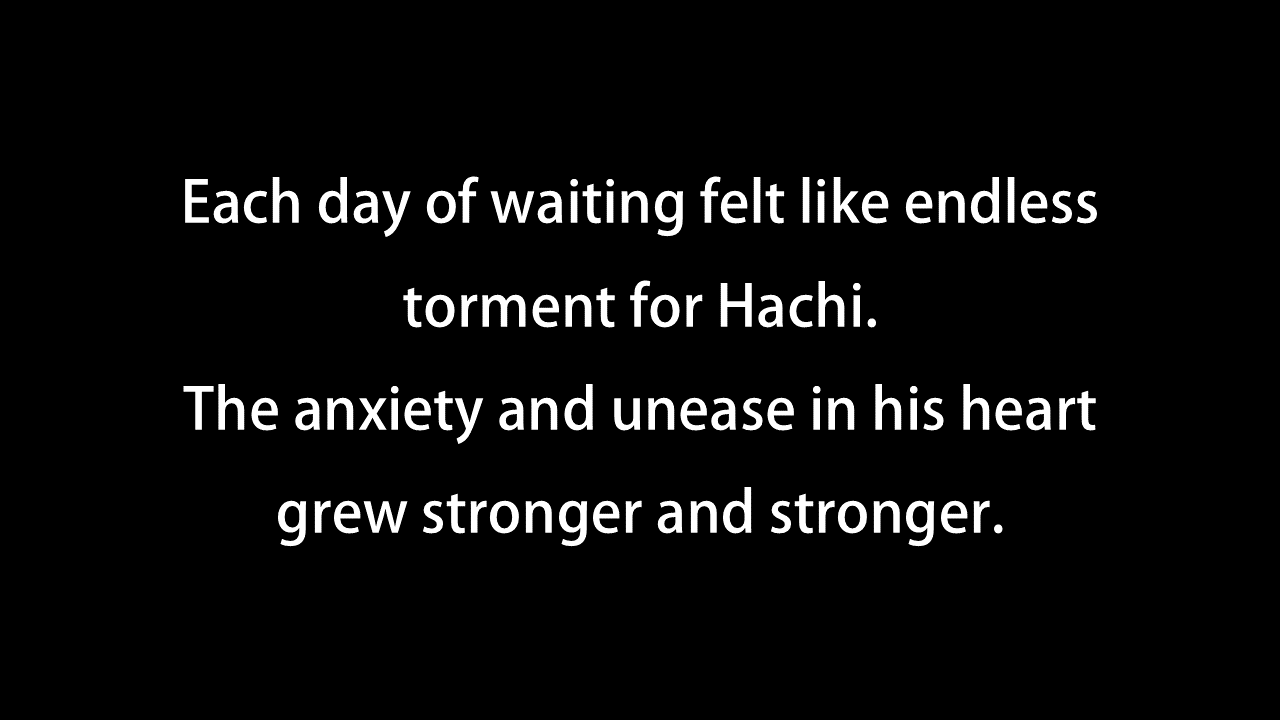 Each day of waiting felt like endless
torment for Hachi.
The anxiety and unease in his heart
grew stronger and stronger.